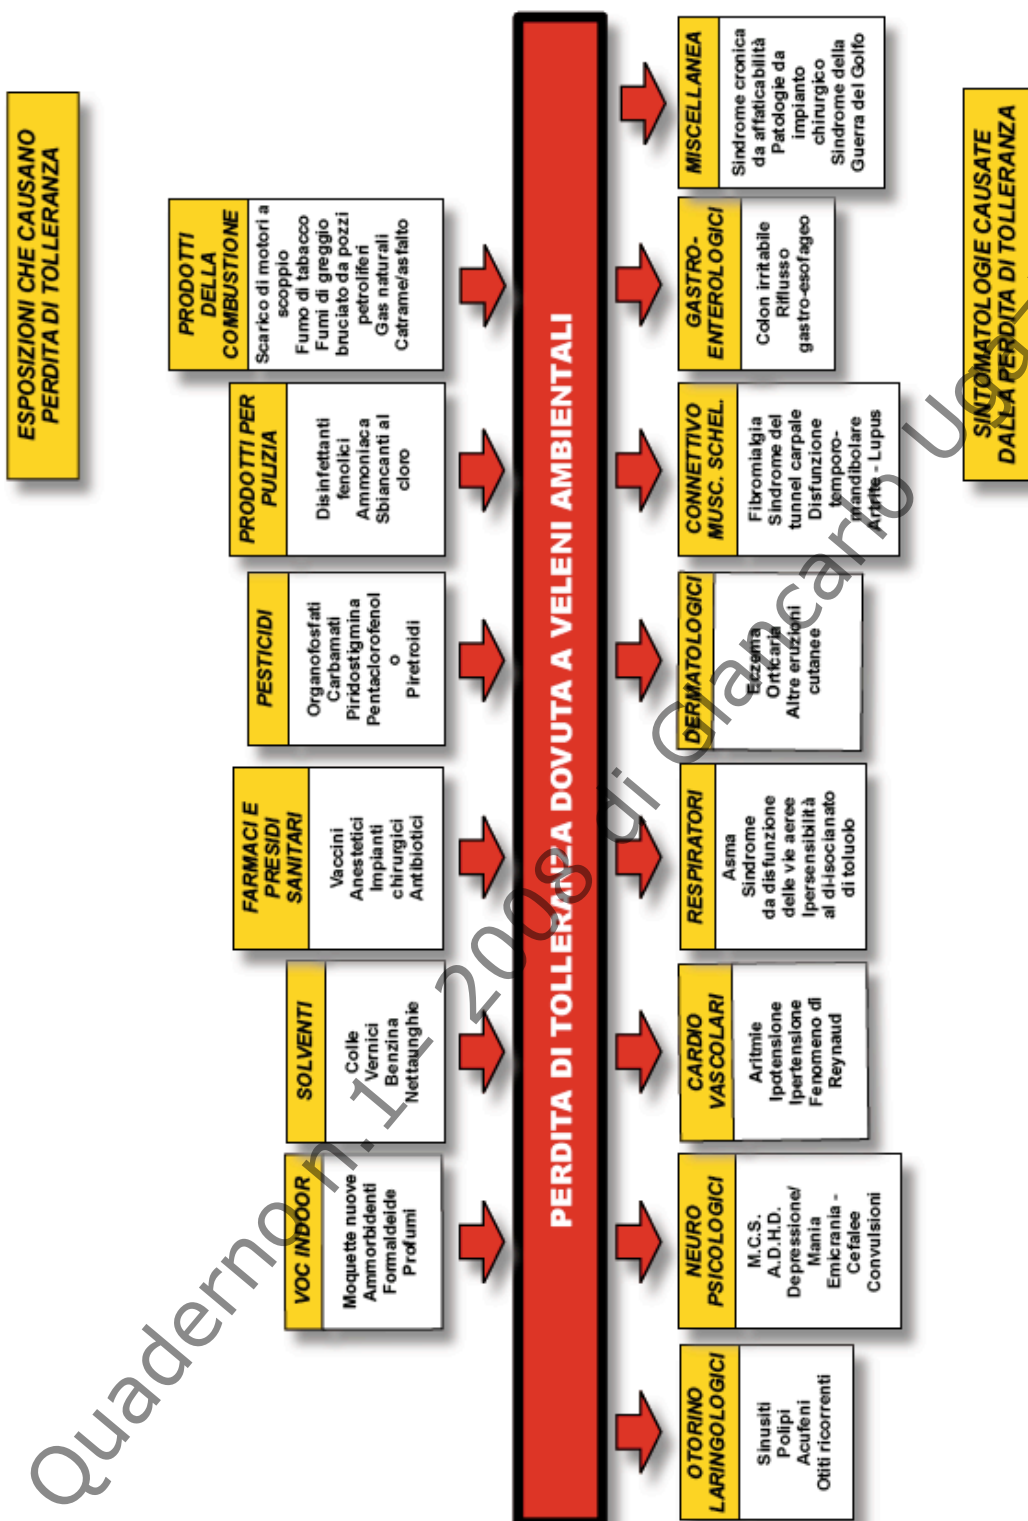 ESPOSIZIONI CHE CAUSANO
PERDITA DI TOLLERANZA
VOC INDOOR
Moquette nuove
Ammorbidenti
Formaldeide
Profumi
SOLVENTI
Colle
Vernici
Benzina
Nettaunghie
FARMACI E
PRESIDI
SANITARI
Vaccini
Anestetici
Impianti
chirurgici
Antibiotici
PESTICIDI
Organofosfati
Carbamati
Piridostigmina
Pentaclorofenol
o
Piretroidi
PRODOTTI PER
PULIZIA
Disinfettanti
fenolici
Ammoniaca
Sbiancanti al
cloro
PRODOTTI
DELLA
COMBUSTIONE
Scarico di motori a
scoppio
Fumo di tabacco
Fumi di greggio
bruciato da pozzi
petroliferi
Gas naturali
Catrame/asfalto
PERDITA DI TOLLERANZA DOVUTA A VELENI AMBIENTALI
OTORINO
LARINGOLOGICI
Sinusiti
Polipi
Acufeni
Otiti ricorrenti
NEURO
PSICOLOGICI
M.C.S.
A.D.H.D.
Depressione/
Mania
Emicrania -
Cefalee
Convulsioni
CARDIO
VASCOLARI
Aritmie
Ipotensione
Ipertensione
Fenomeno di
Reynaud
RESPIRATORI
Asma
Sindrome
da disfunzione
delle vie aeree
Ipersensibilità
al di-isocianato
di toluolo
DERMATOLOGICI
Eczema
Orticaria
Altre eruzioni
cutanee
CONNETTIVO
MUSC. SCHEL.
Fibromialgia
Sindrome del
tunnel carpale
Disfunzione
temporo-
mandibolare
Artrite - Lupus
GASTRO-
ENTEROLOGICI
Colon irritabile
Riflusso
gastro-esofageo
MISCELLANEA
Sindrome cronica
da affaticabilità
Patologie da
impianto
chirurgico
Sindrome della
Guerra del Golfo
SINTOMATOLOGIE CAUSATE
DALLA PERDITA DI TOLLERANZA
Quaderno n. 1 - 2008 di Giancarlo